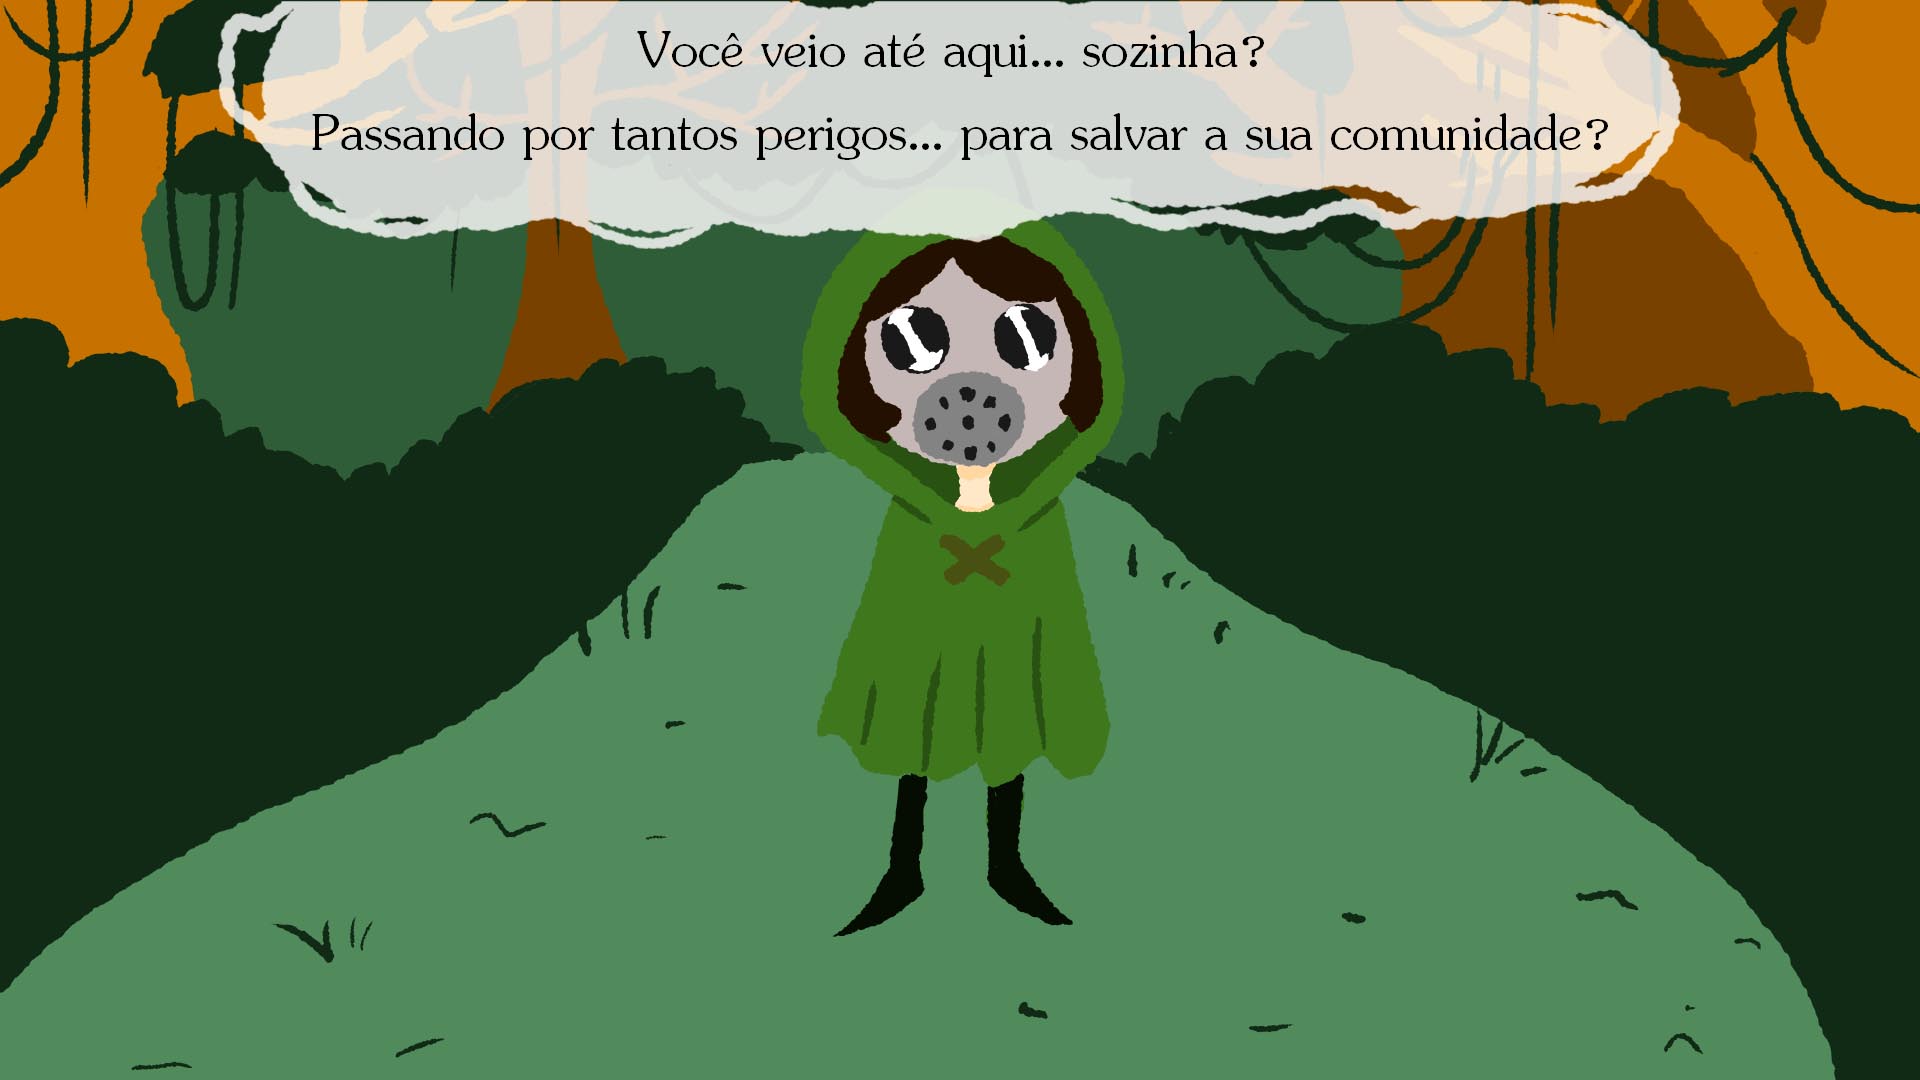 Você veio até aqui... sozinha?
Passando por tantos perigos... para salvar a sua comunidade?